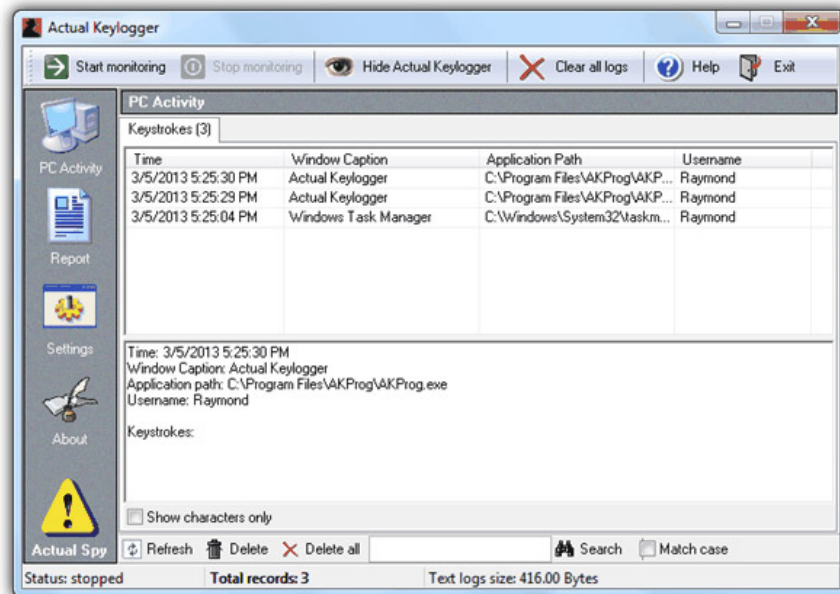 Actual Keylogger
Start monitoring Stop monitoring Hide Actual Keylogger Clear all logs Help Exit
PC Activity
Keystrokes (3)
Time Window Caption Application Path Username
3/5/2013 5:25:30 PM Actual Keylogger C:\Program Files\AKProg\AKP... Raymond
3/5/2013 5:25:29 PM Actual Keylogger C:\Program Files\AKProg\AKP... Raymond
3/5/2013 5:25:04 PM Windows Task Manager C:\Windows\System32\taskm... Raymond
PC Activity
Report
Settings
About
Actual Spy
Time: 3/5/2013 5:25:30 PM
Window Caption: Actual Keylogger
Application path: C:\Program Files\AKProg\AKProg.exe
Username: Raymond
Keystrokes:
Show characters only
Refresh Delete Delete all Search Match case
Status: stopped Total records: 3 Text logs size: 416.00 Bytes